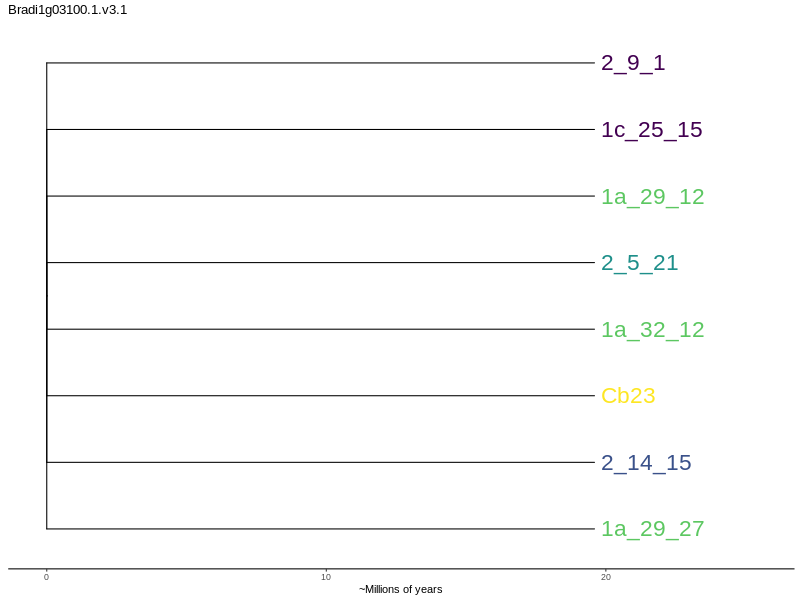 Bradi1g03100.1.v3.1
2_9_1
1c_25_15
1a_29_12
2_5_21
1a_32_12
Cb23
2_14_15
1a_29_27
0 10 20
~Millions of years